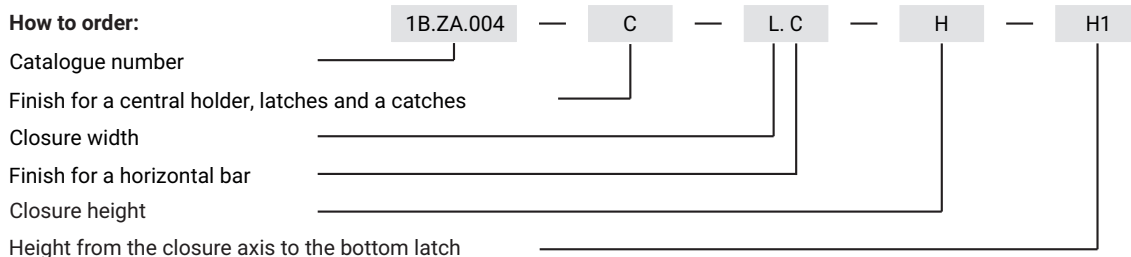 How to order: 1B.ZA.004 — C — L. C — H — H1
Catalogue number
Finish for a central holder, latches and a catches
Closure width
Finish for a horizontal bar
Closure height
Height from the closure axis to the bottom latch